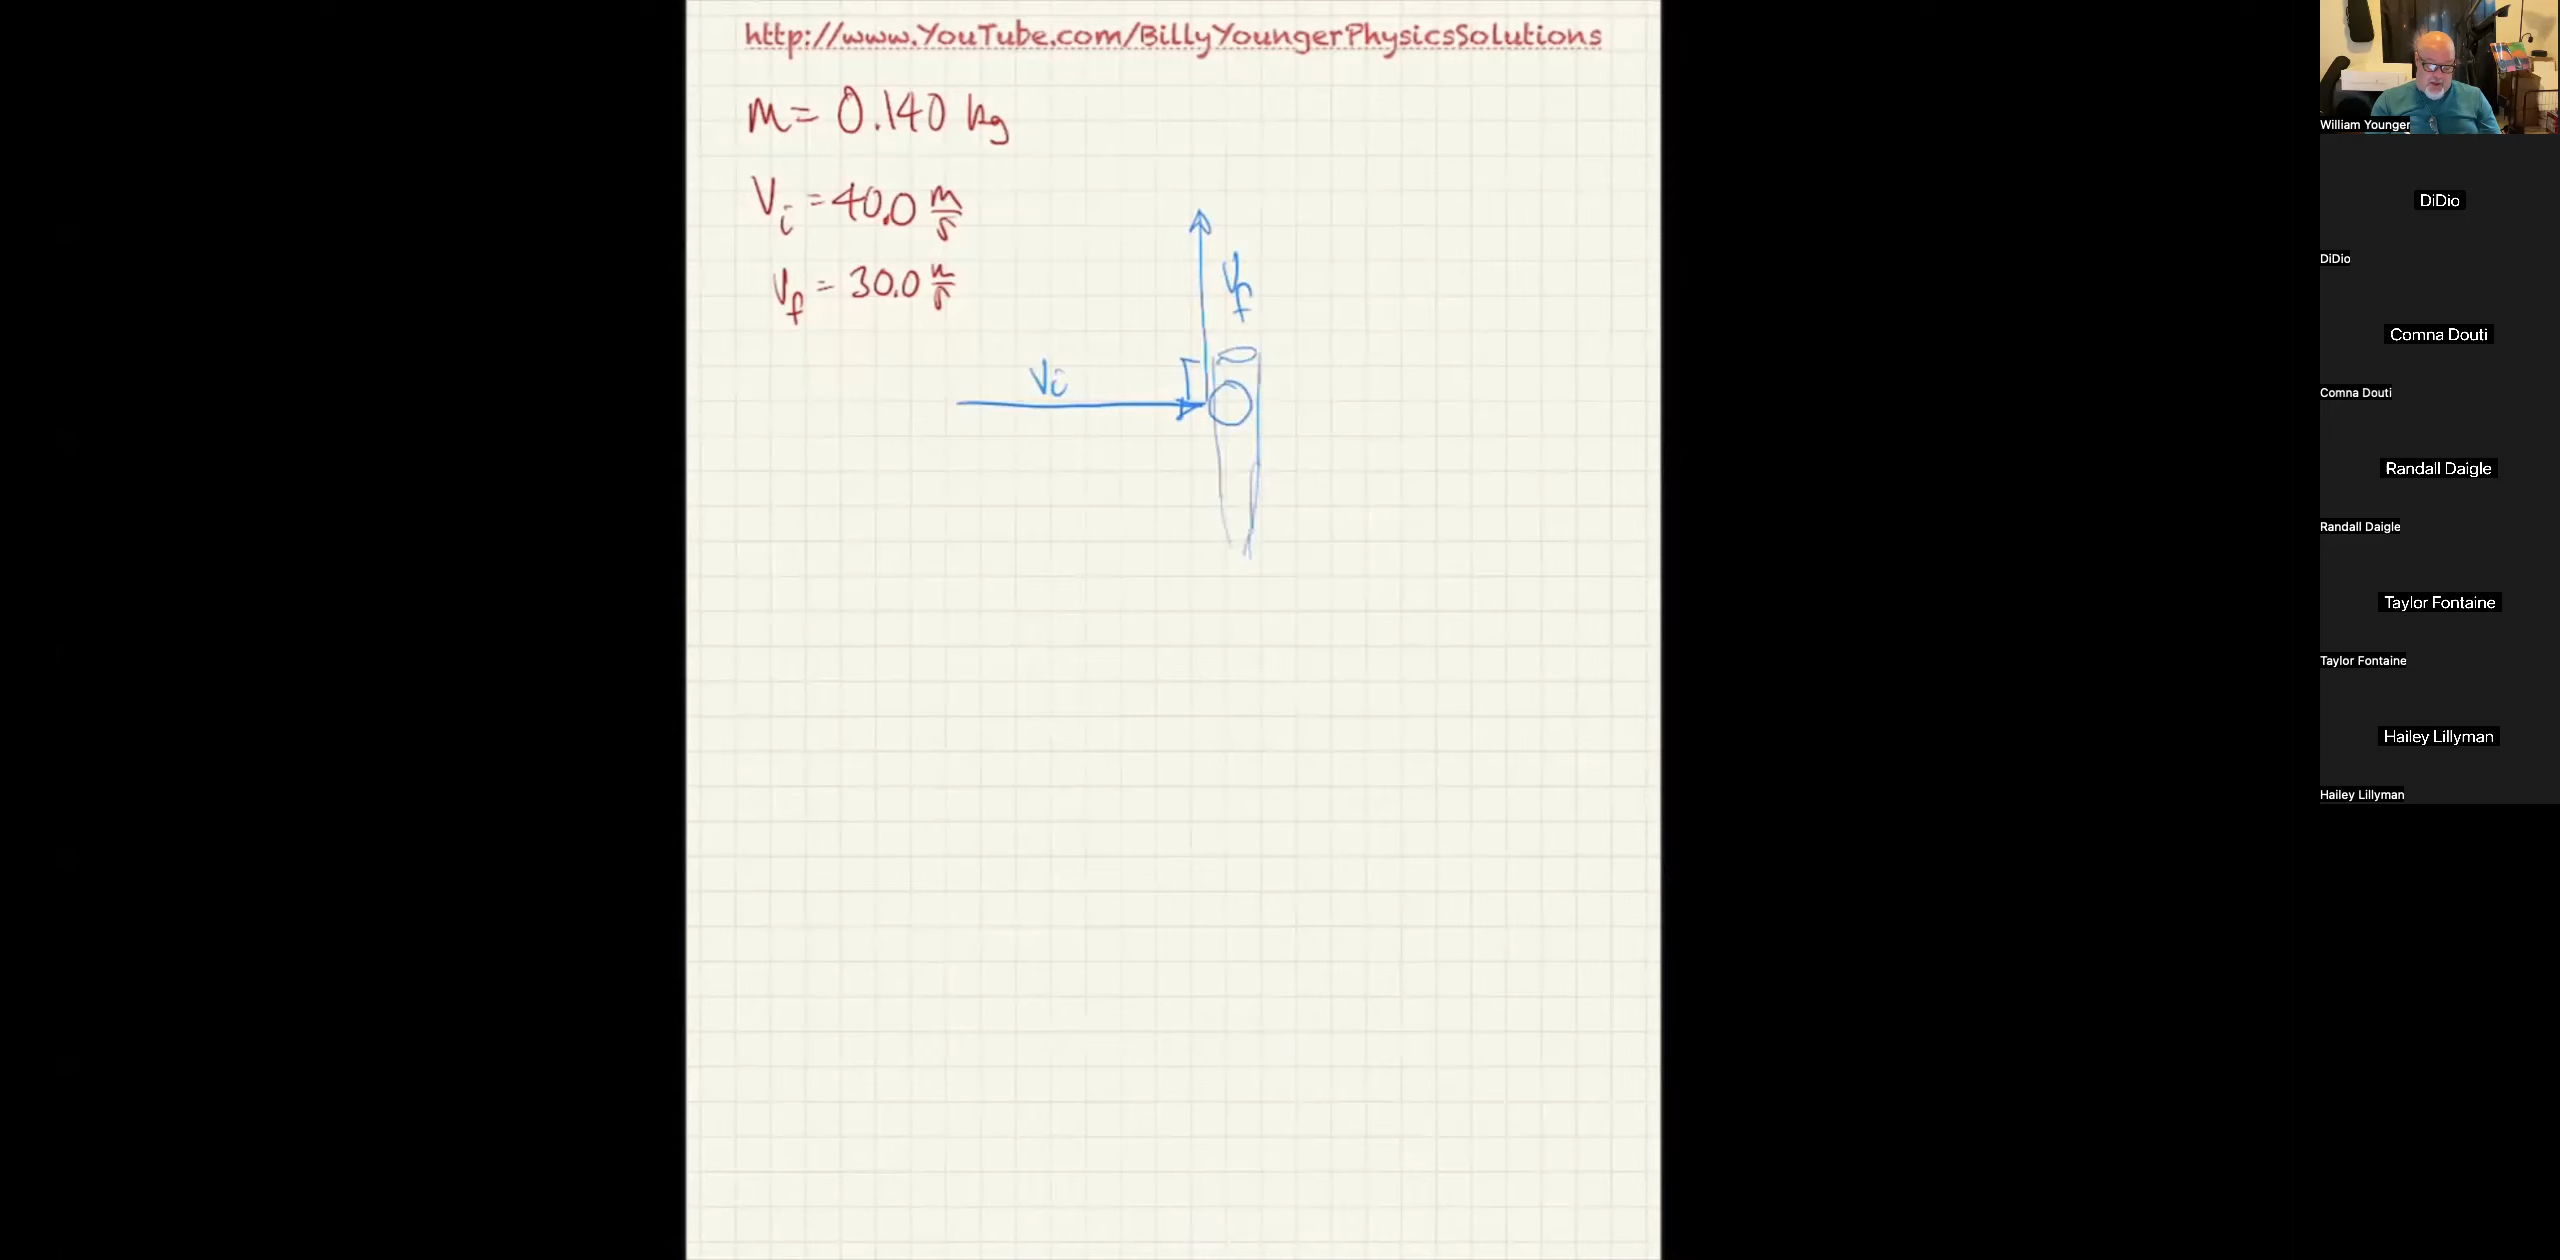 http://www.YouTube.com/BillyYoungerPhysicsSolutions
m = 0.140 kg
Vi = 40.0 m/s
Vf = 30.0 m/s
Vf
Vi
William Younger
DiDio
DiDio
Comna Douti
Comna Douti
Randall Daigle
Randall Daigle
Taylor Fontaine
Taylor Fontaine
Hailey Lillyman
Hailey Lillyman